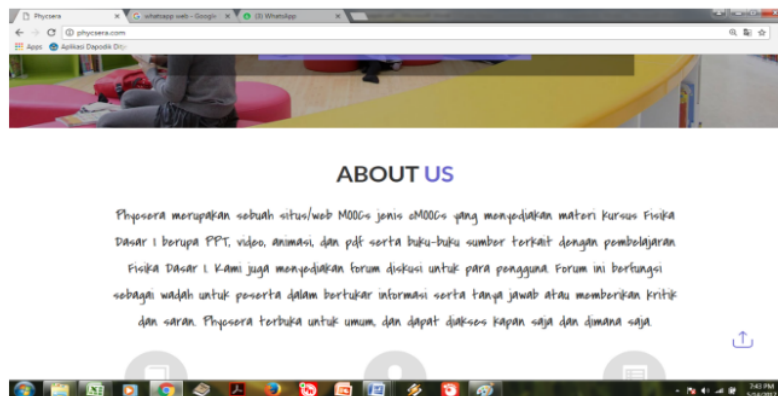 Phycsera
whatsapp web - Google
(3) WhatsApp
phycsera.com
Apps
Aplikasi Dapodik Dit
ABOUT US
Phycsera merupakan sebuah situs/web MOOCs jenis cMOOCs yang menyediakan materi kursus Fisika
Dasar 1 berupa PPT, video, animasi, dan pdf serta buku-buku sumber terkait dengan pembelajaran
Fisika Dasar 1. Kami juga menyediakan forum diskusi untuk para pengguna. Forum ini berfungsi
sebagai wadah untuk peserta dalam bertukar informasi serta tanya jawab atau memberikan kritik
dan saran. Phycsera terbuka untuk umum, dan dapat diakses kapan saja dan dimana saja.
7:43 PM
5/14/2017